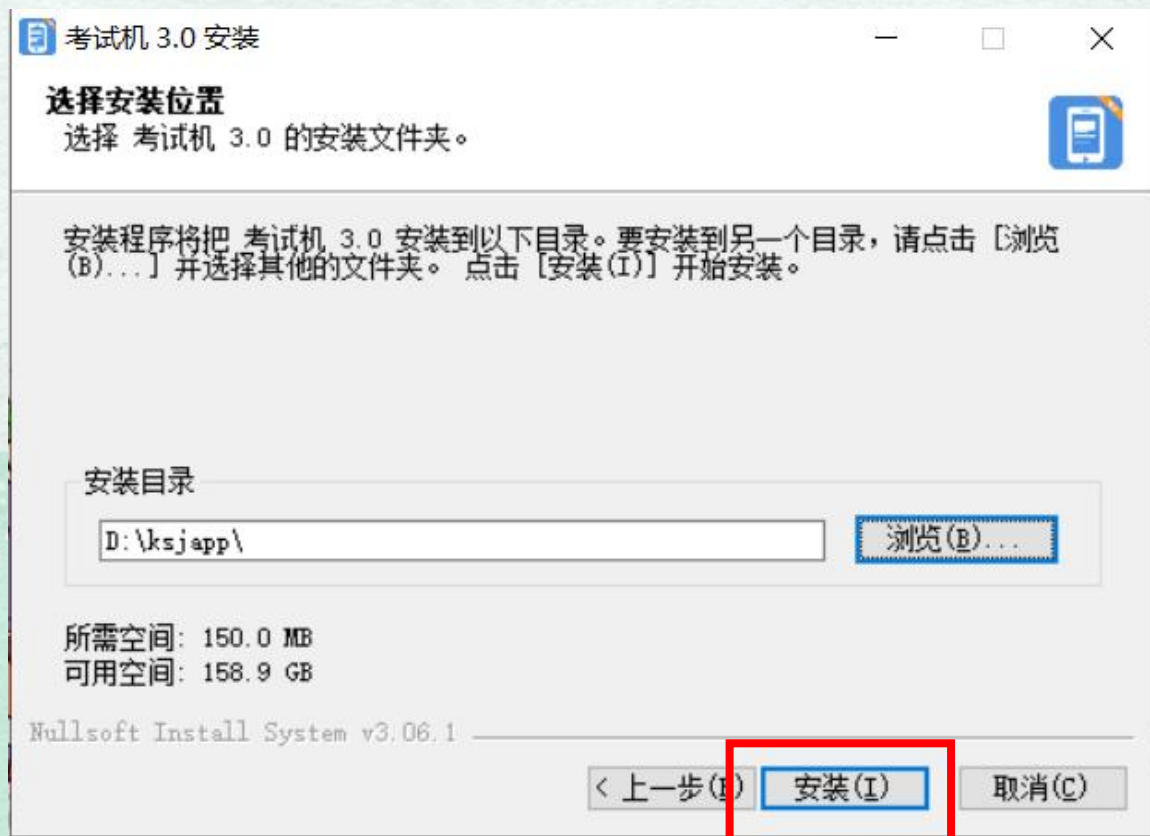 考试机 3.0 安装
选择安装位置
选择 考试机 3.0 的安装文件夹。
安装程序将把 考试机 3.0 安装到以下目录。要安装到另一个目录，请点击 [浏览
(B)...] 并选择其他的文件夹。 点击 [安装(I)] 开始安装。
安装目录
D:\ksjapp\
浏览(B)...
所需空间: 150.0 MB
可用空间: 158.9 GB
Nullsoft Install System v3.06.1
< 上一步(P)
安装(I)
取消(C)